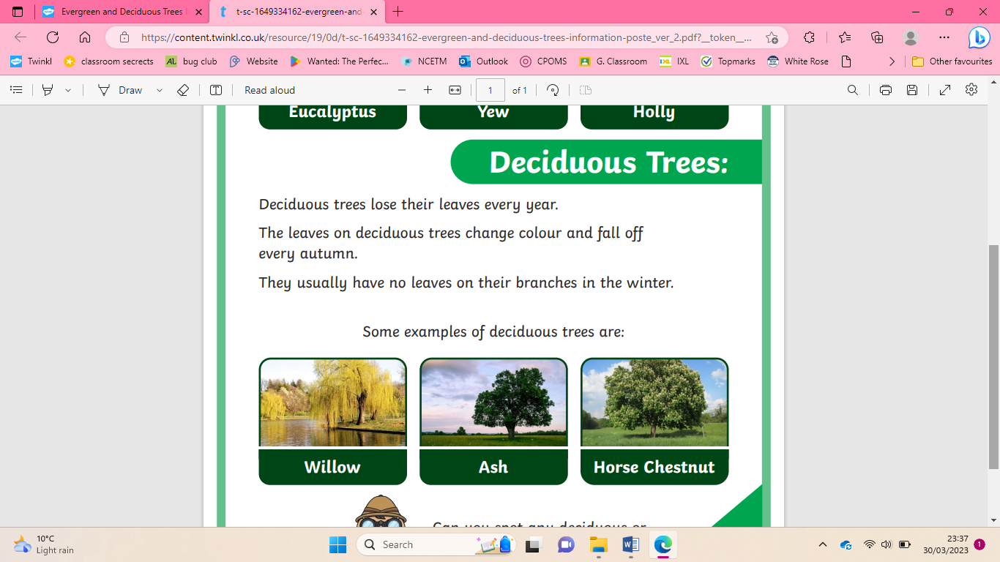 Evergreen and Deciduous Trees
t-sc-1649334162-evergreen-and-
https://content.twinkl.co.uk/resource/19/0d/t-sc-1649334162-evergreen-and-deciduous-trees-information-poste_ver_2.pdf?__token__...
Twinkl classroom secrets bug club Website Wanted: The Perfec... NCETM Outlook CPOMS G. Classroom IXL Topmarks White Rose Other favourites
Draw Read aloud 1 of 1
Eucalyptus Yew Holly
Deciduous Trees:
Deciduous trees lose their leaves every year.
The leaves on deciduous trees change colour and fall off
every autumn.
They usually have no leaves on their branches in the winter.
Some examples of deciduous trees are:
Willow Ash Horse Chestnut
Can you spot any deciduous or
10°C
Light rain
Search
23:37
30/03/2023
1